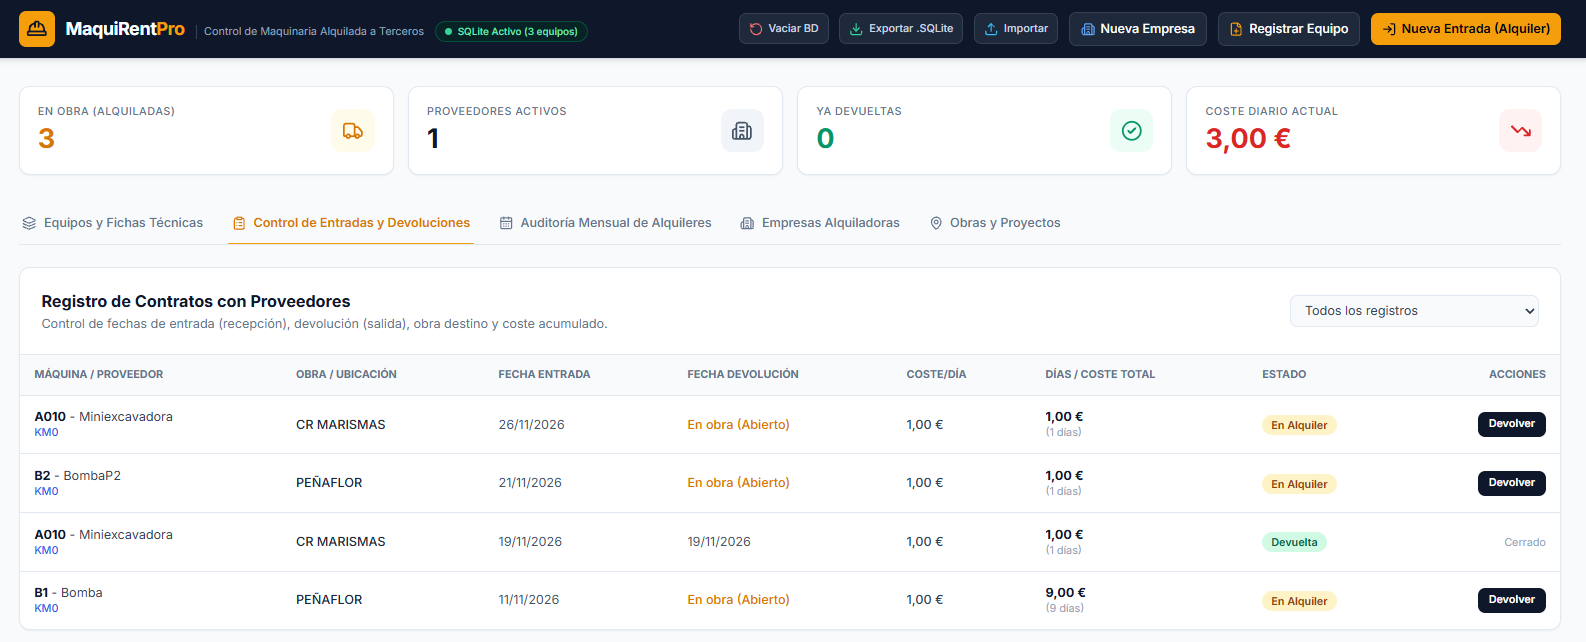 MaquiRentPro
Control de Maquinaria Alquilada a Terceros
SQLite Activo (3 equipos)
Vaciar BD
Exportar .SQLite
Importar
Nueva Empresa
Registrar Equipo
Nueva Entrada (Alquiler)
EN OBRA (ALQUILADAS)
3
PROVEEDORES ACTIVOS
1
YA DEVUELTAS
0
COSTE DIARIO ACTUAL
3,00 €
Equipos y Fichas Técnicas
Control de Entradas y Devoluciones
Auditoría Mensual de Alquileres
Empresas Alquiladoras
Obras y Proyectos
Registro de Contratos con Proveedores
Control de fechas de entrada (recepción), devolución (salida), obra destino y coste acumulado.
Todos los registros
MÁQUINA / PROVEEDOR OBRA / UBICACIÓN FECHA ENTRADA FECHA DEVOLUCIÓN COSTE/DÍA DÍAS / COSTE TOTAL ESTADO ACCIONES
A010 - Miniexcavadora
KM0
CR MARISMAS
26/11/2026
En obra (Abierto)
1,00 €
1,00 €
(1 días)
En Alquiler
Devolver
B2 - BombaP2
KM0
PEÑAFLOR
21/11/2026
En obra (Abierto)
1,00 €
1,00 €
(1 días)
En Alquiler
Devolver
A010 - Miniexcavadora
KM0
CR MARISMAS
19/11/2026
19/11/2026
1,00 €
1,00 €
(1 días)
Devuelta
Cerrado
B1 - Bomba
KM0
PEÑAFLOR
11/11/2026
En obra (Abierto)
1,00 €
9,00 €
(9 días)
En Alquiler
Devolver